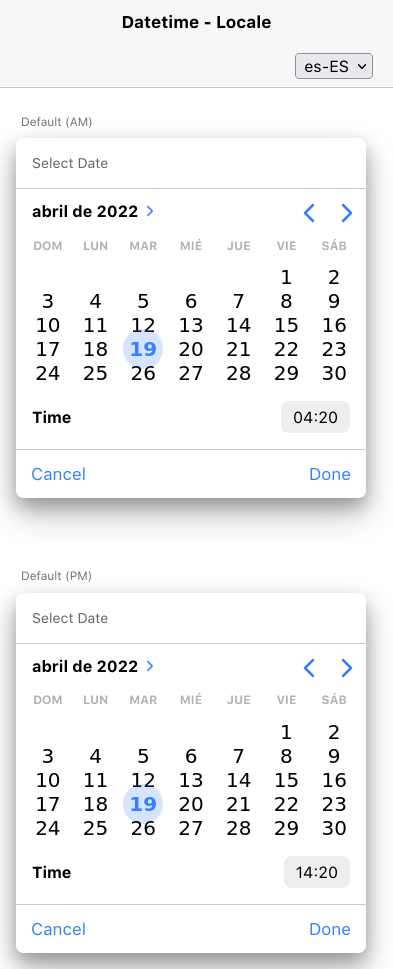 Datetime - Locale
es-ES
Default (AM)
Select Date
abril de 2022
DOM LUN MAR MIÉ JUE VIE SÁB
1 2
3 4 5 6 7 8 9
10 11 12 13 14 15 16
17 18 19 20 21 22 23
24 25 26 27 28 29 30
Time 04:20
Cancel Done
Default (PM)
Select Date
abril de 2022
DOM LUN MAR MIÉ JUE VIE SÁB
1 2
3 4 5 6 7 8 9
10 11 12 13 14 15 16
17 18 19 20 21 22 23
24 25 26 27 28 29 30
Time 14:20
Cancel Done